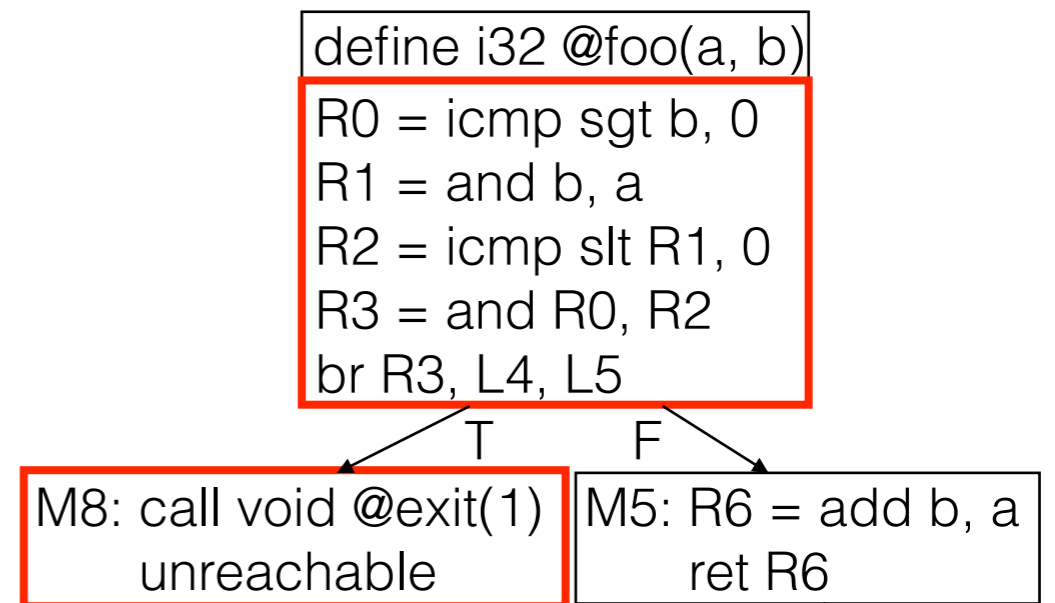 define i32 @foo(a, b)
R0 = icmp sgt b, 0
R1 = and b, a
R2 = icmp slt R1, 0
R3 = and R0, R2
br R3, L4, L5
T F
M8: call void @exit(1)
unreachable
M5: R6 = add b, a
ret R6